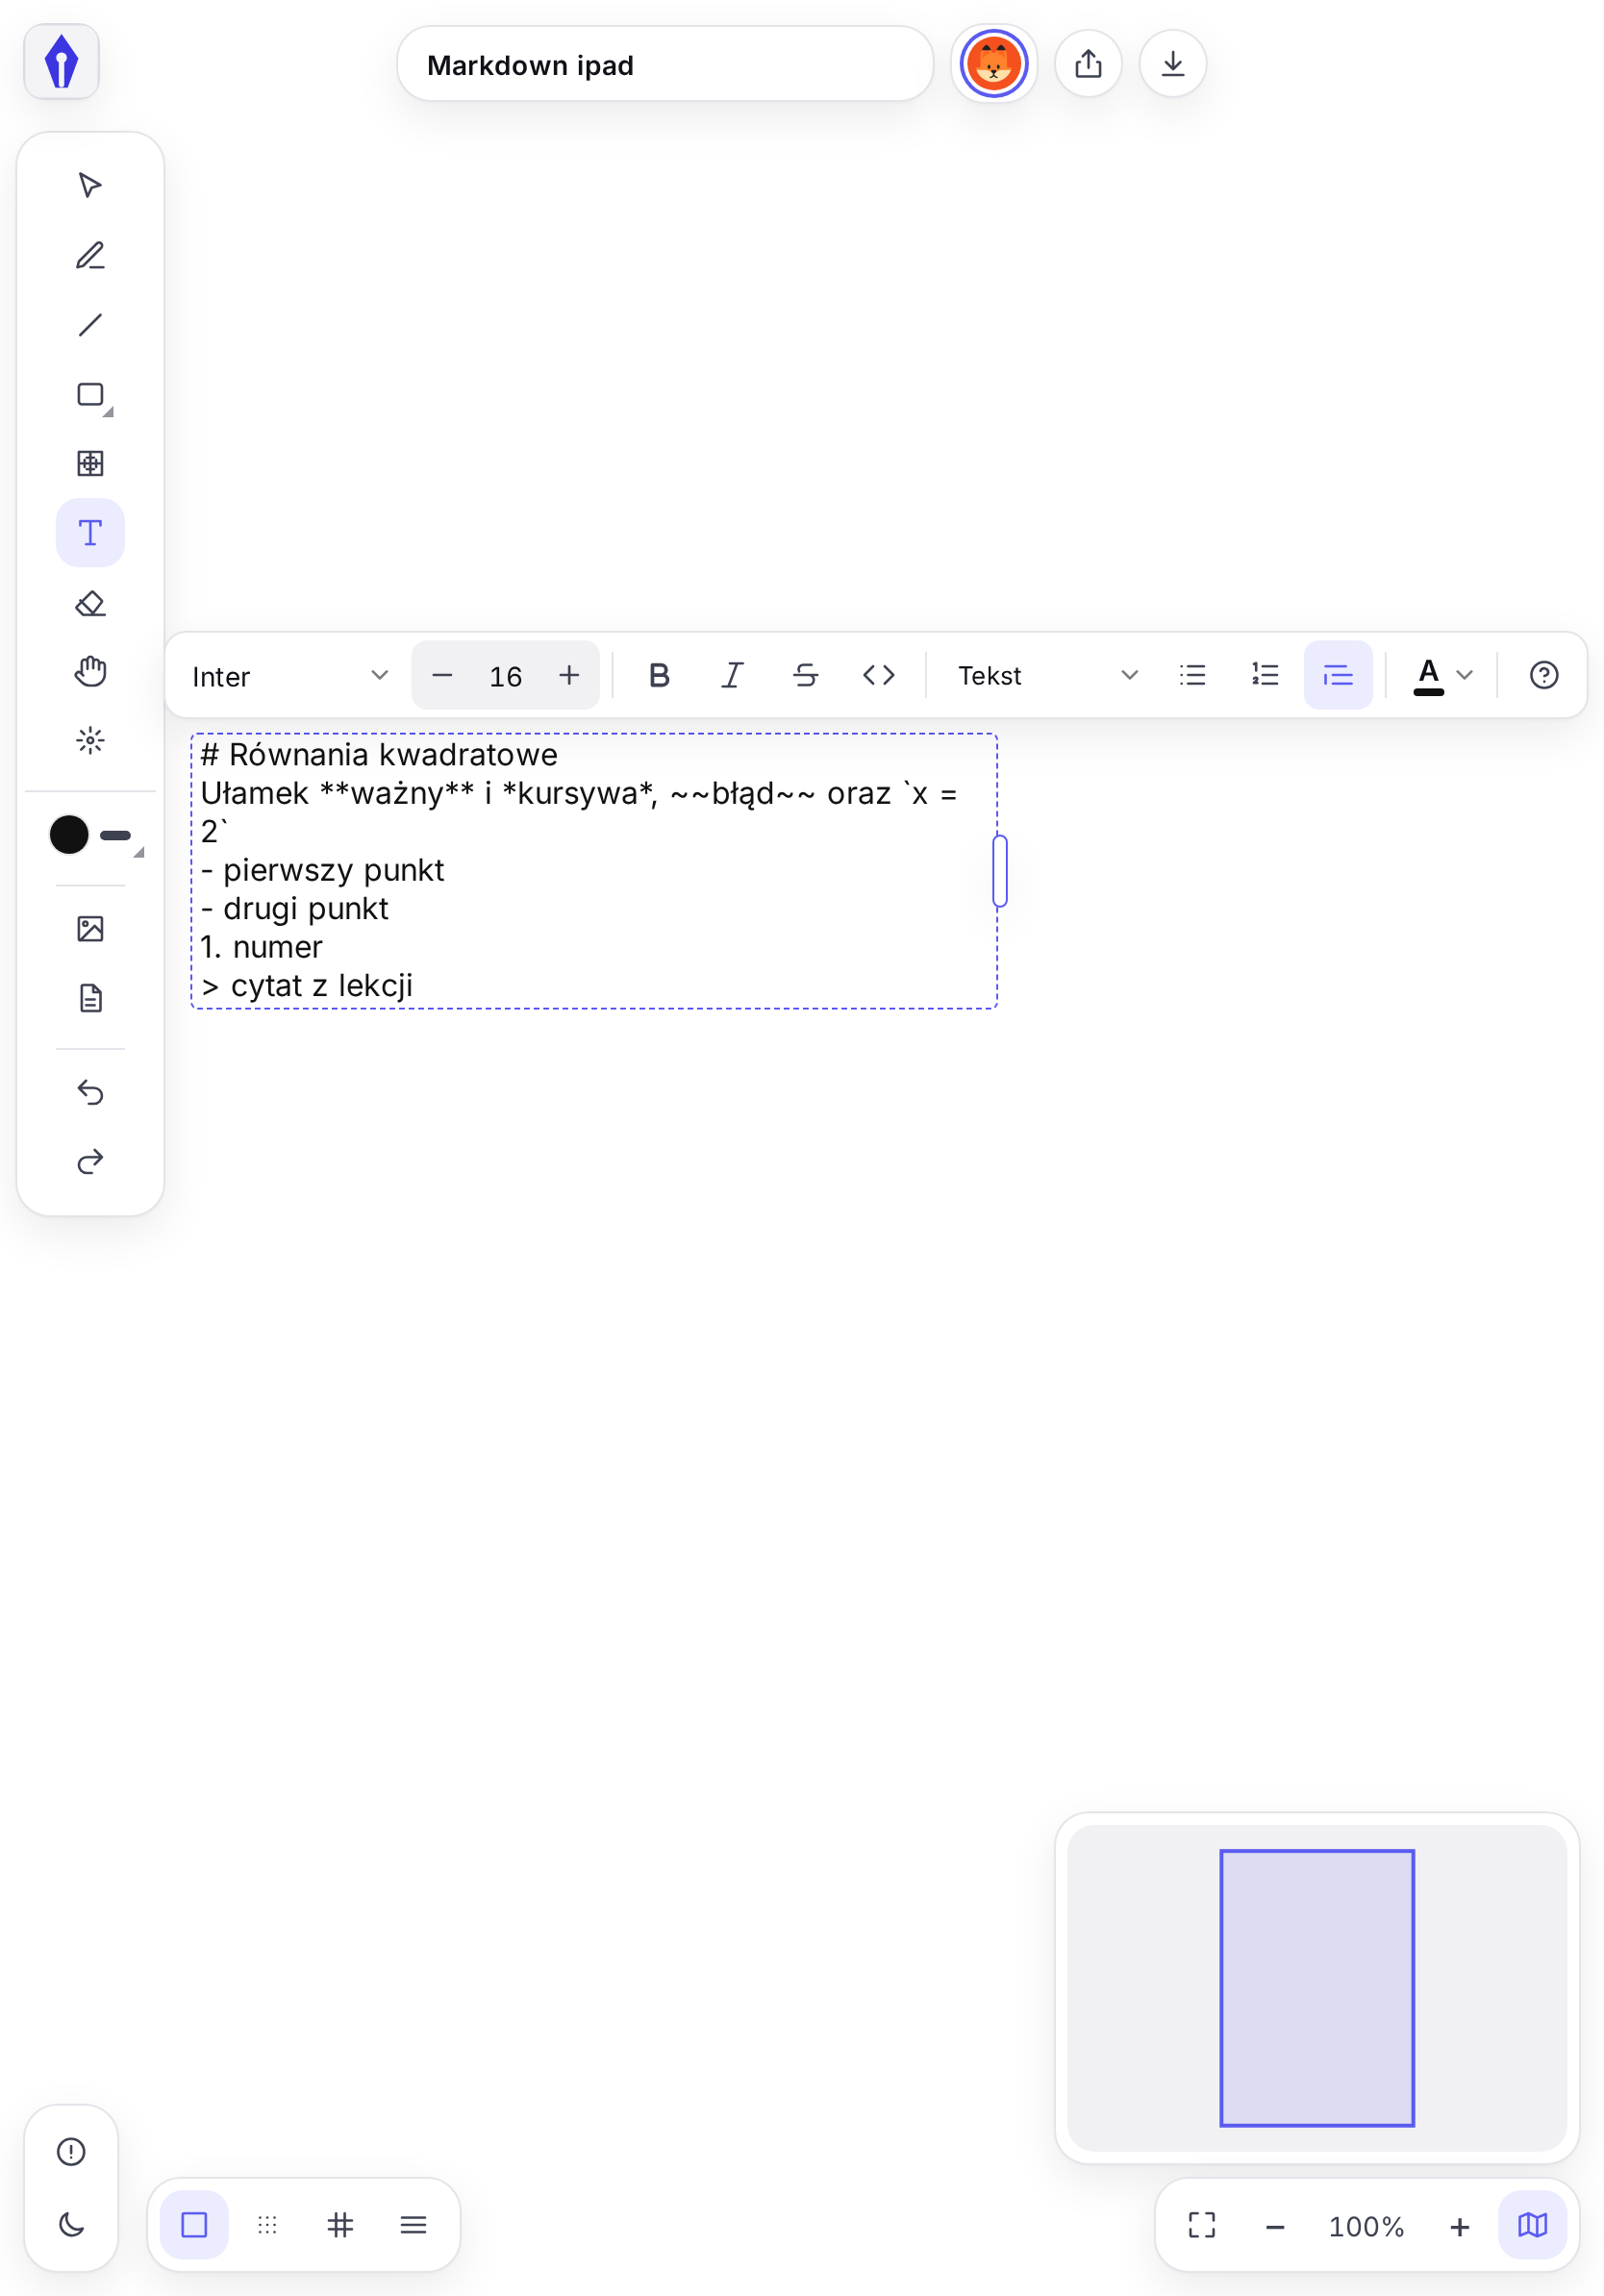 Markdown ipad
Inter
16
B
Tekst
A
# Równania kwadratowe
Ułamek **ważny** i *kursywa*, ~~błąd~~ oraz `x =
2`
- pierwszy punkt
- drugi punkt
1. numer
> cytat z lekcji
100%